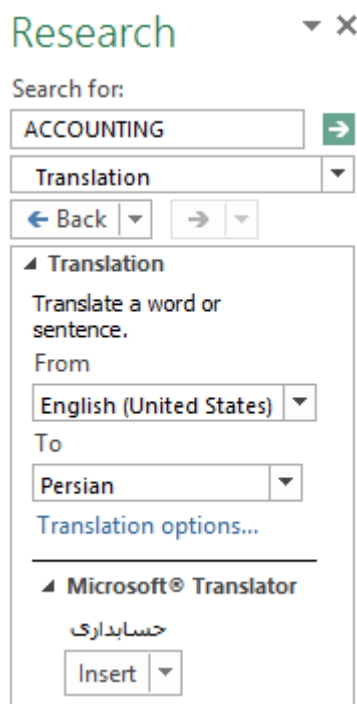 Research
Search for:
ACCOUNTING
Translation
Back
Translation
Translate a word or
sentence.
From
English (United States)
To
Persian
Translation options...
Microsoft® Translator
حسابداری
Insert